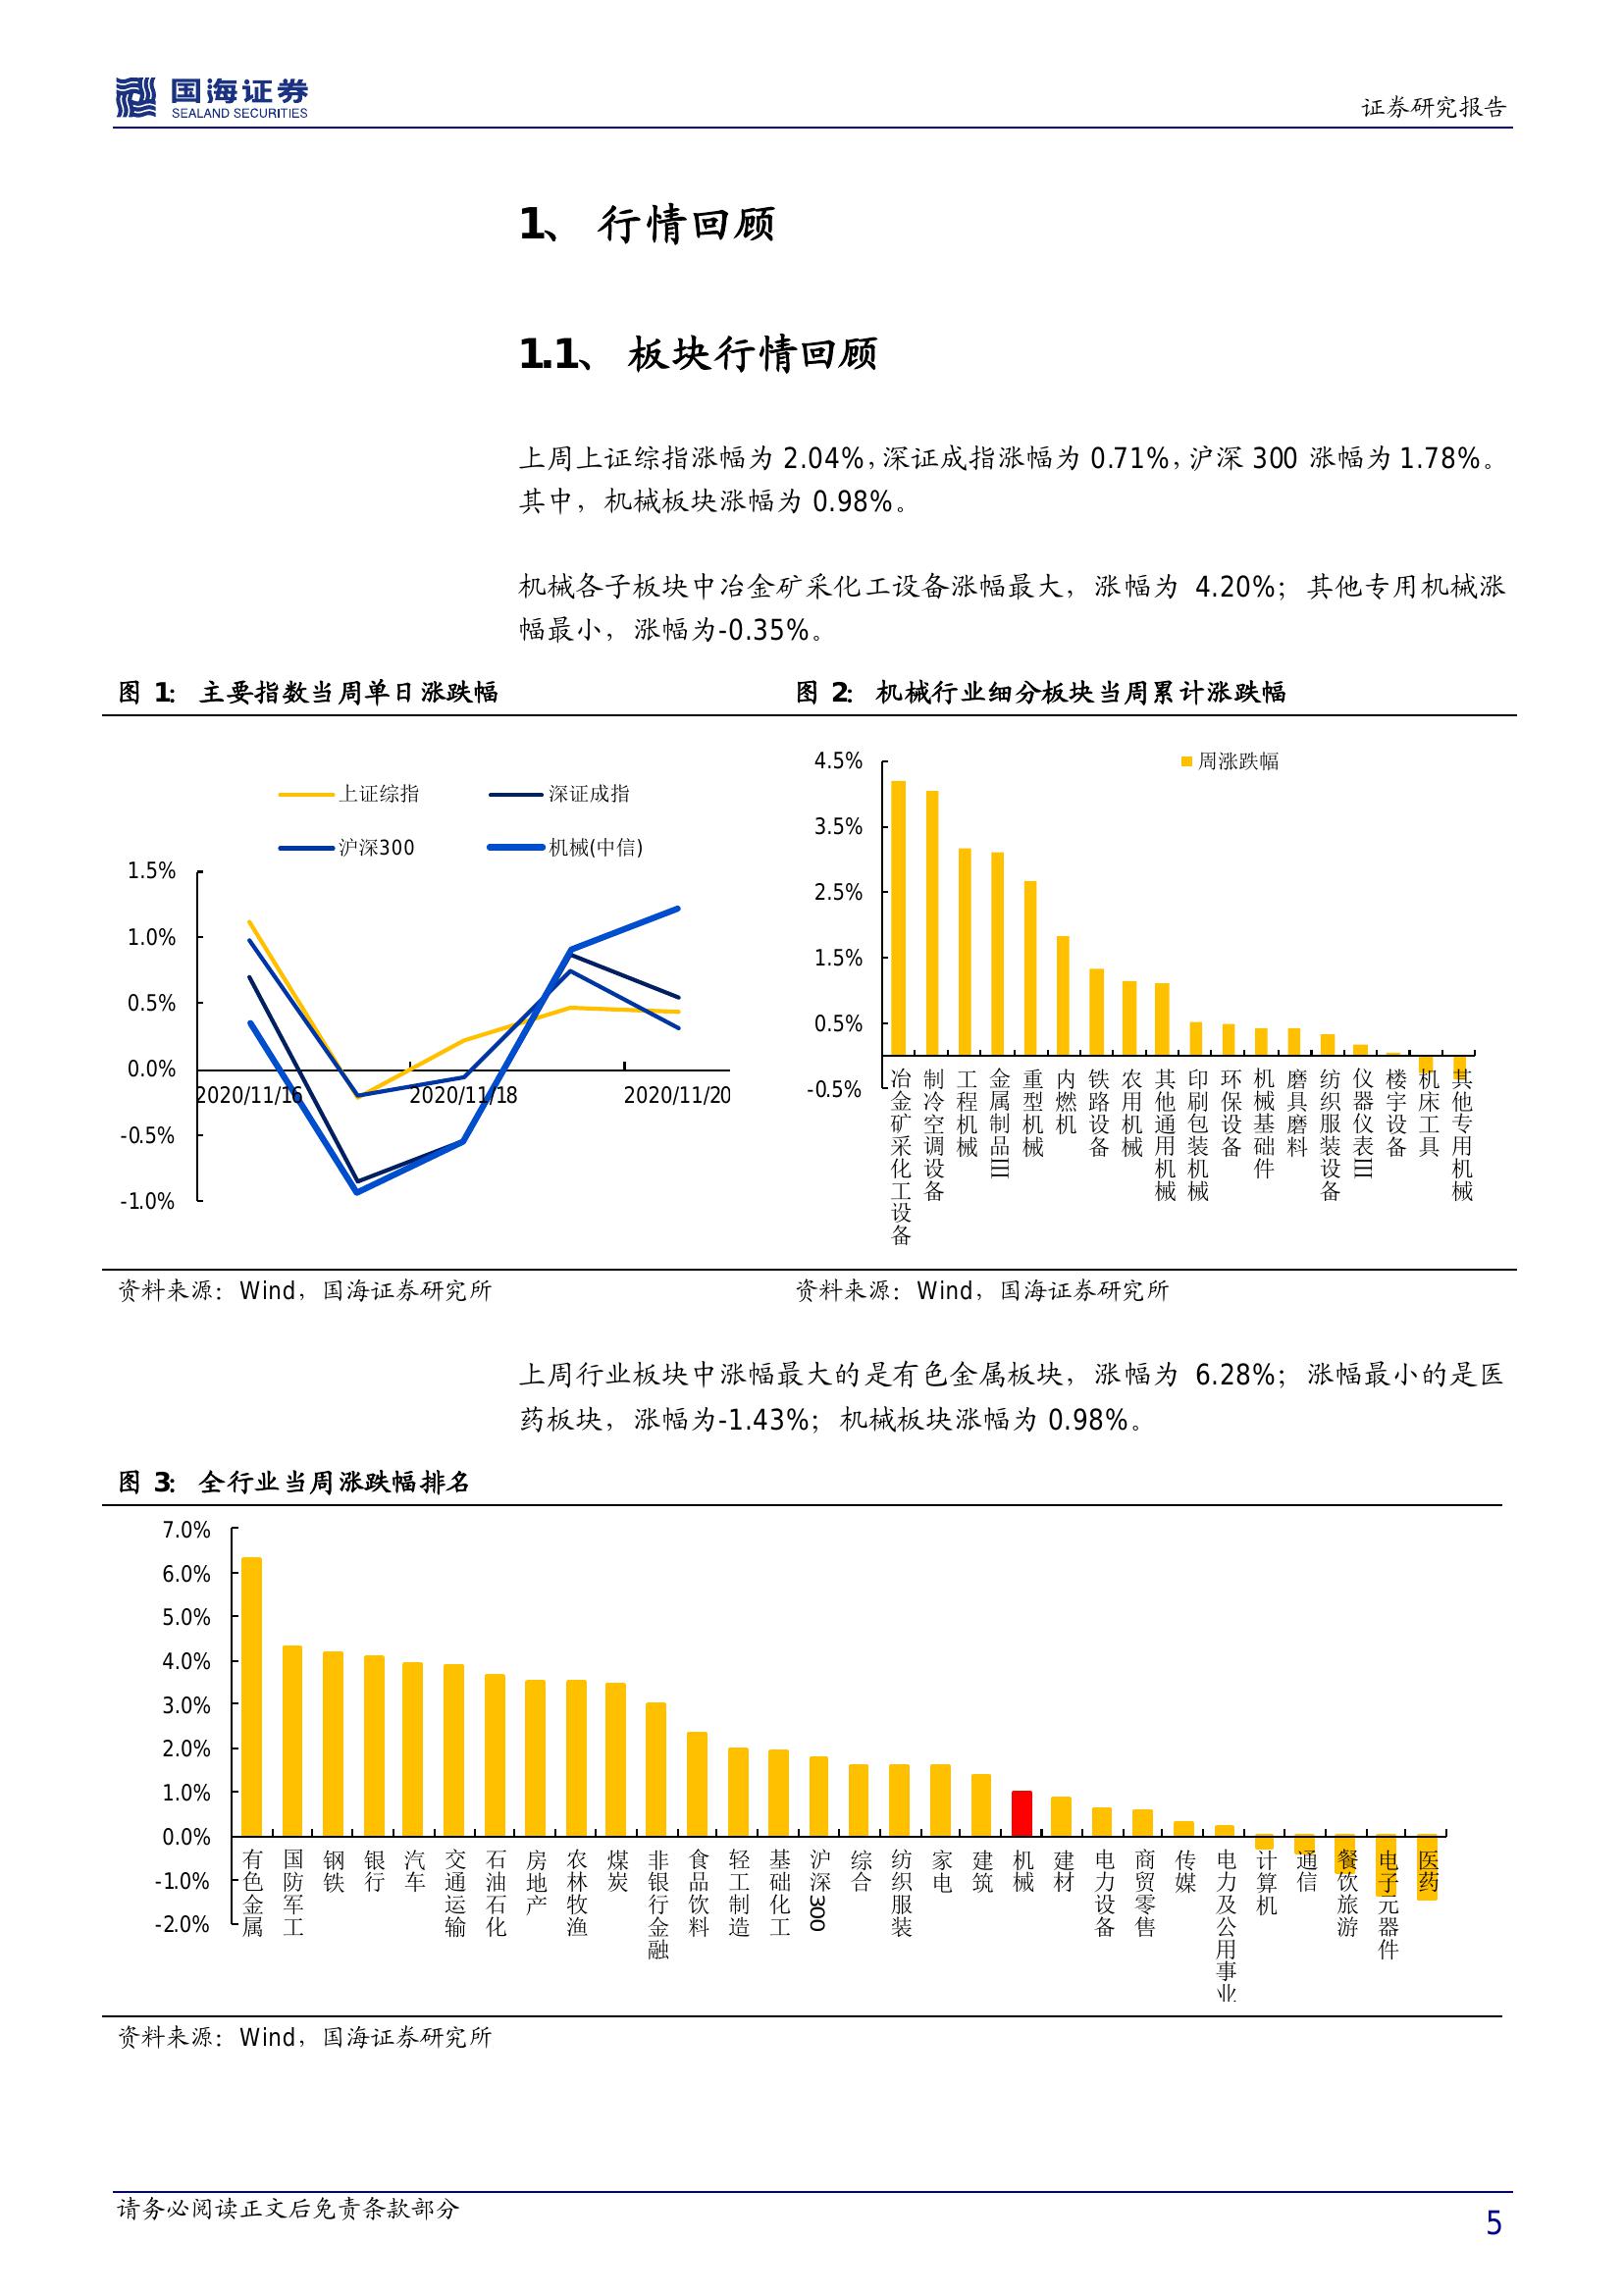 国海证券
SEALAND SECURITIES
证券研究报告
1、 行情回顾
1.1、 板块行情回顾
上周上证综指涨幅为 2.04%,深证成指涨幅为 0.71%,沪深 300 涨幅为 1.78%。
其中，机械板块涨幅为 0.98%。
机械各子板块中冶金矿采化工设备涨幅最大，涨幅为 4.20%；其他专用机械涨
幅最小，涨幅为-0.35%。
图 1： 主要指数当周单日涨跌幅
上证综指
深证成指
沪深300
机械(中信)
1.5%
1.0%
0.5%
0.0%
-0.5%
-1.0%
2020/11/16
2020/11/18
2020/11/20
资料来源：Wind，国海证券研究所
图 2： 机械行业细分板块当周累计涨跌幅
周涨跌幅
4.5%
3.5%
2.5%
1.5%
0.5%
-0.5%
冶金矿采化工设备
制冷空调设备
工程机械
金属制品III
重型机械
内燃机
铁路设备
农用机械
其他通用机械
印刷包装机械
环保设备
机械基础件
磨具磨料
纺织服装设备
仪器仪表III
楼宇设备
机床工具
其他专用机械
资料来源：Wind，国海证券研究所
上周行业板块中涨幅最大的是有色金属板块，涨幅为 6.28%；涨幅最小的是医
药板块，涨幅为-1.43%；机械板块涨幅为 0.98%。
图 3： 全行业当周涨跌幅排名
7.0%
6.0%
5.0%
4.0%
3.0%
2.0%
1.0%
0.0%
-1.0%
-2.0%
有色金属
国防军工
钢铁
银行
汽车
交通运输
石油石化
房地产
农林牧渔
煤炭
非银行金融
食品饮料
轻工制造
基础化工
沪深300
综合
纺织服装
家电
建筑
机械
建材
电力设备
商贸零售
传媒
电力及公用事业
计算机
通信
餐饮旅游
电子元器件
医药
资料来源：Wind，国海证券研究所
请务必阅读正文后免责条款部分
5